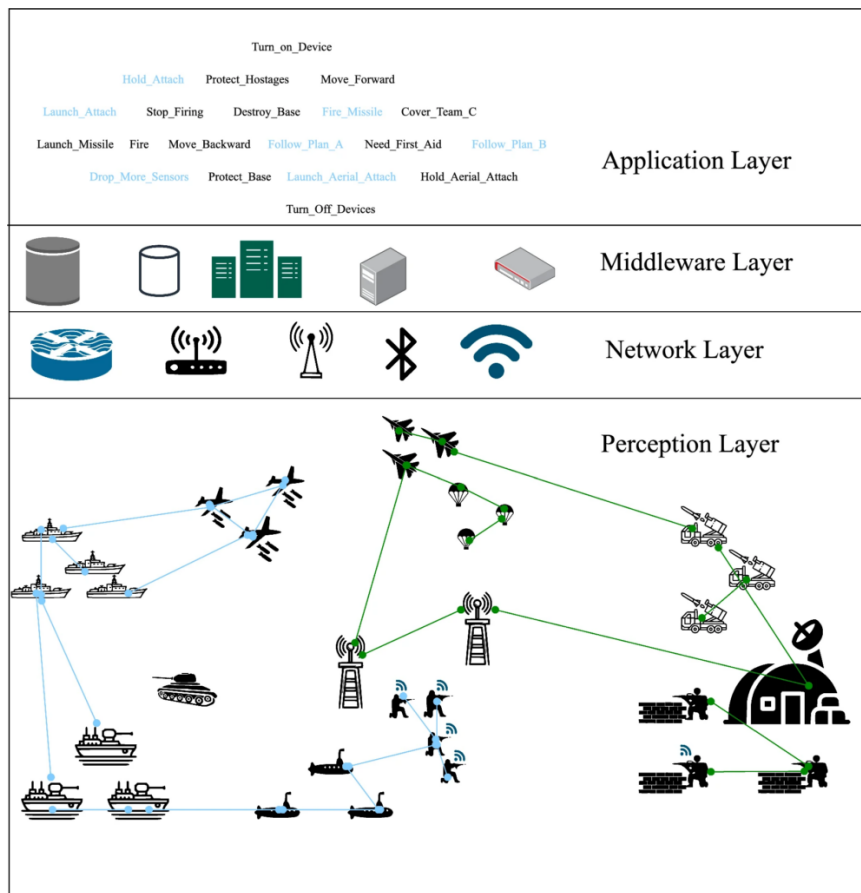 Turn_on_Device
Hold_Attach Protect_Hostages Move_Forward
Launch_Attach Stop_Firing Destroy_Base Fire_Missile Cover_Team_C
Launch_Missile Fire Move_Backward Follow_Plan_A Need_First_Aid Follow_Plan_B
Drop_More_Sensors Protect_Base Launch_Aerial_Attach Hold_Aerial_Attach
Turn_Off_Devices
Application Layer
Middleware Layer
Network Layer
Perception Layer